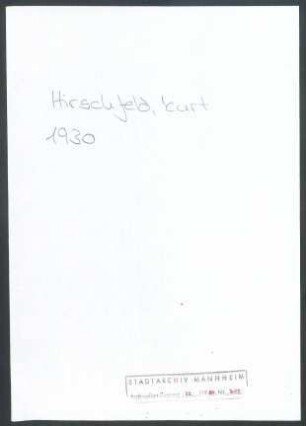 Hirschfeld, Kurt
1930
STADTARCHIV MANNHEIM